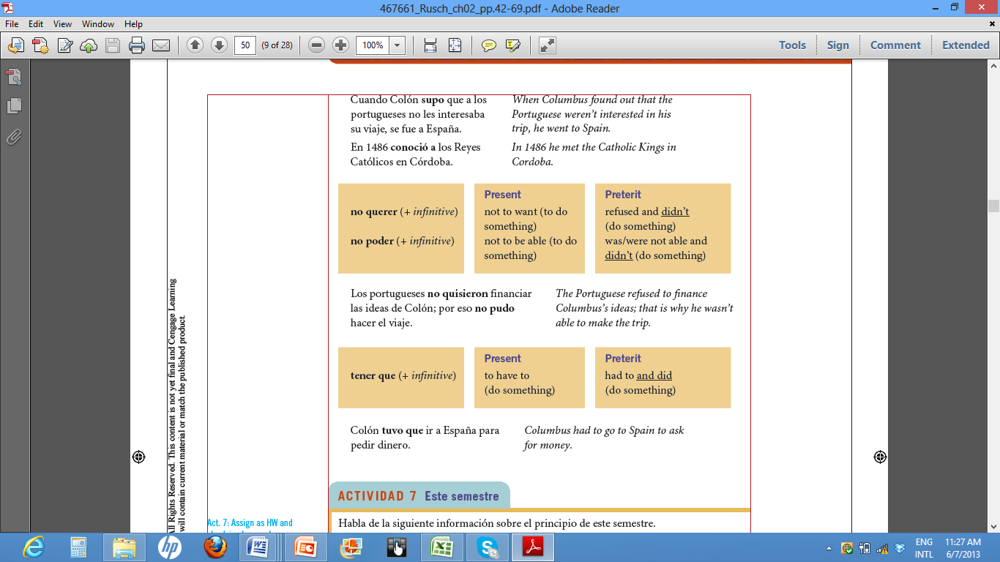 467661_Rusch_ch02_pp.42-69.pdf - Adobe Reader
File Edit View Window Help
50 (9 of 28) 100% Tools Sign Comment Extended
Cuando Colón supo que a los
portugueses no les interesaba
su viaje, se fue a España.
When Columbus found out that the
Portuguese weren't interested in his
trip, he went to Spain.
En 1486 conoció a los Reyes
Católicos en Córdoba.
In 1486 he met the Catholic Kings in
Cordoba.
no querer (+ infinitive)
no poder (+ infinitive)
Present
not to want (to do
something)
not to be able (to do
something)
Preterit
refused and didn't
(do something)
was/were not able and
didn't (do something)
Los portugueses no quisieron financiar
las ideas de Colón; por eso no pudo
hacer el viaje.
The Portuguese refused to finance
Columbus's ideas; that is why he wasn't
able to make the trip.
tener que (+ infinitive)
Present
to have to
(do something)
Preterit
had to and did
(do something)
Colón tuvo que ir a España para
pedir dinero.
Columbus had to go to Spain to ask
for money.
ACTIVIDAD 7 Este semestre
Habla de la siguiente información sobre el principio de este semestre.
Act. 7: Assign as HW and
All Rights Reserved. This content is not yet final and Cengage Learning
will contain current material or match the published product.
hp
ENG
INTL
11:27 AM
6/7/2013